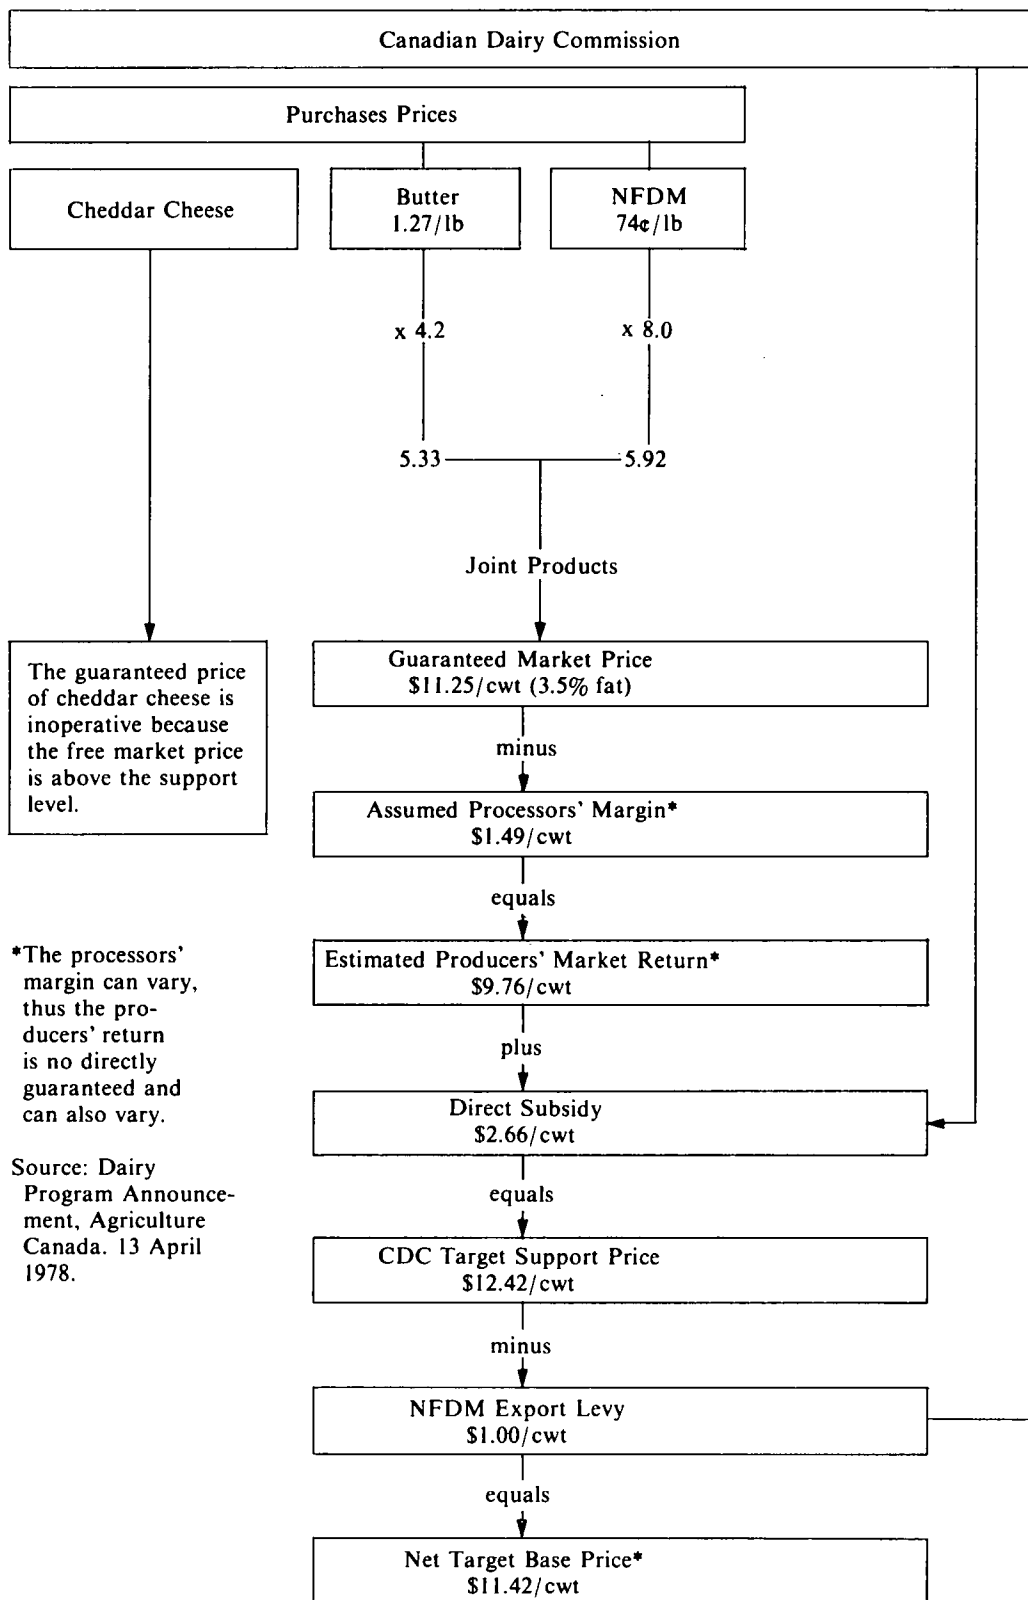 Canadian Dairy Commission
Purchases Prices
Cheddar Cheese
Butter
1.27/lb
NFDM
74¢/lb
x 4.2
x 8.0
5.33
5.92
Joint Products
The guaranteed price
of cheddar cheese is
inoperative because
the free market price
is above the support
level.
Guaranteed Market Price
$11.25/cwt (3.5% fat)
minus
Assumed Processors' Margin*
$1.49/cwt
equals
*The processors'
margin can vary,
thus the pro-
ducers' return
is no directly
guaranteed and
can also vary.
Source: Dairy
Program Announce-
ment, Agriculture
Canada. 13 April
1978.
Estimated Producers' Market Return*
$9.76/cwt
plus
Direct Subsidy
$2.66/cwt
equals
CDC Target Support Price
$12.42/cwt
minus
NFDM Export Levy
$1.00/cwt
equals
Net Target Base Price*
$11.42/cwt